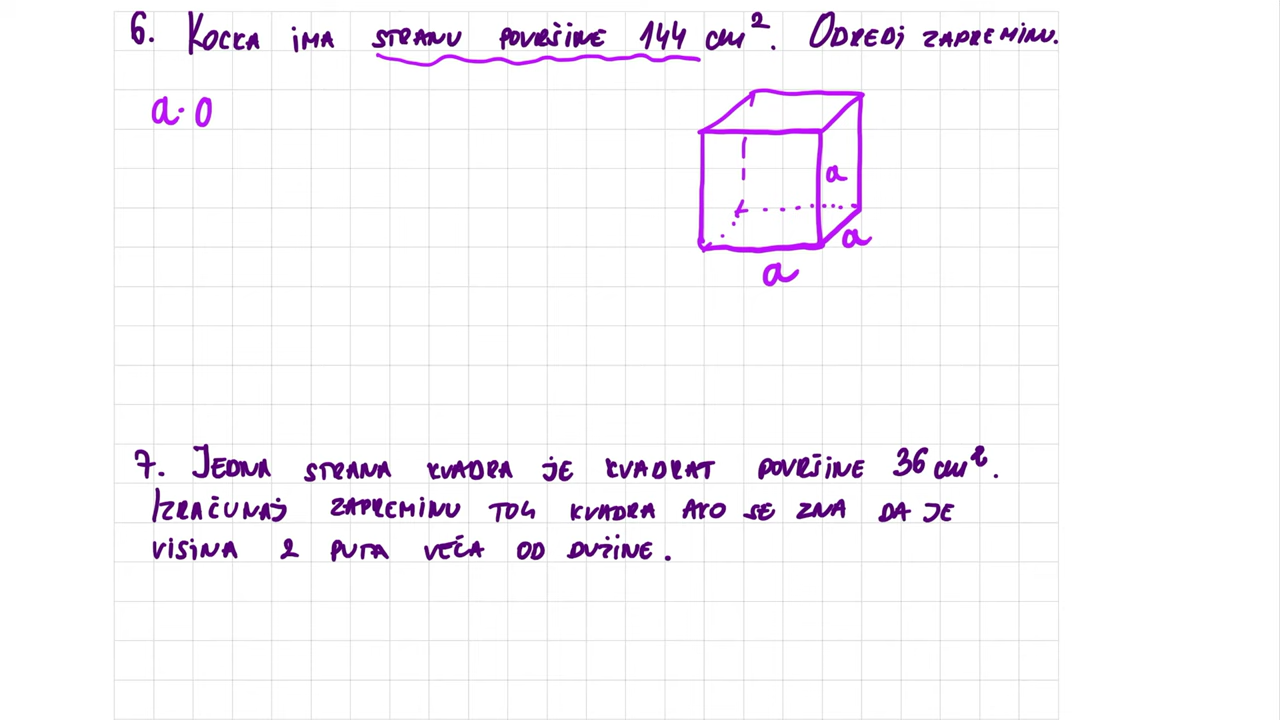 6. KOCKA IMA STRANU POVRŠINE 144 cm². ODREDI ZAPREMINU.
a·0
a
a
a
7. JEDNA STRANA KVADRA JE KVADRAT POVRŠINE 36 cm².
IZRAČUNAJ ZAPREMINU TOG KVADRA AKO SE ZNA DA JE
VISINA 2 PUTA VEĆA OD DUŽINE.